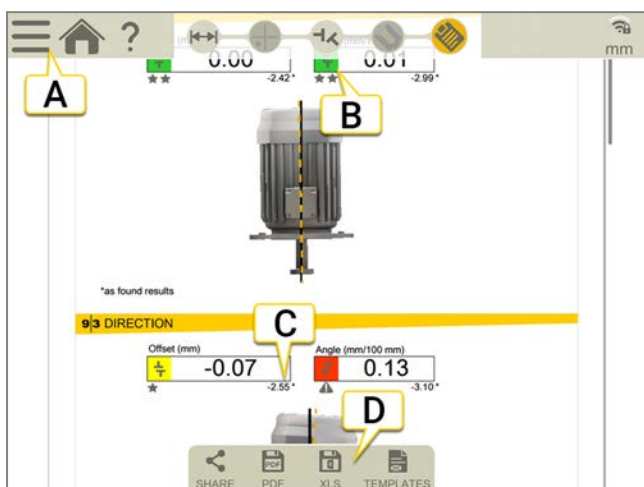 ?
mm
A
0.00
0.01
-2.42 *
-2.99 *
B
*as found results
9|3 DIRECTION
C
Offset (mm)
Angle (mm/100 mm)
-0.07
0.13
-2.55 *
-3.10 *
D
PDF
SHARE
PDF
XLS
TEMPLATES